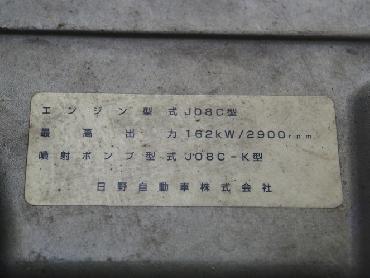 エンジン型式J08C型
最高出力162kW/2900rpm
噴射ポンプ型式J08C-K型
日野自動車株式会社